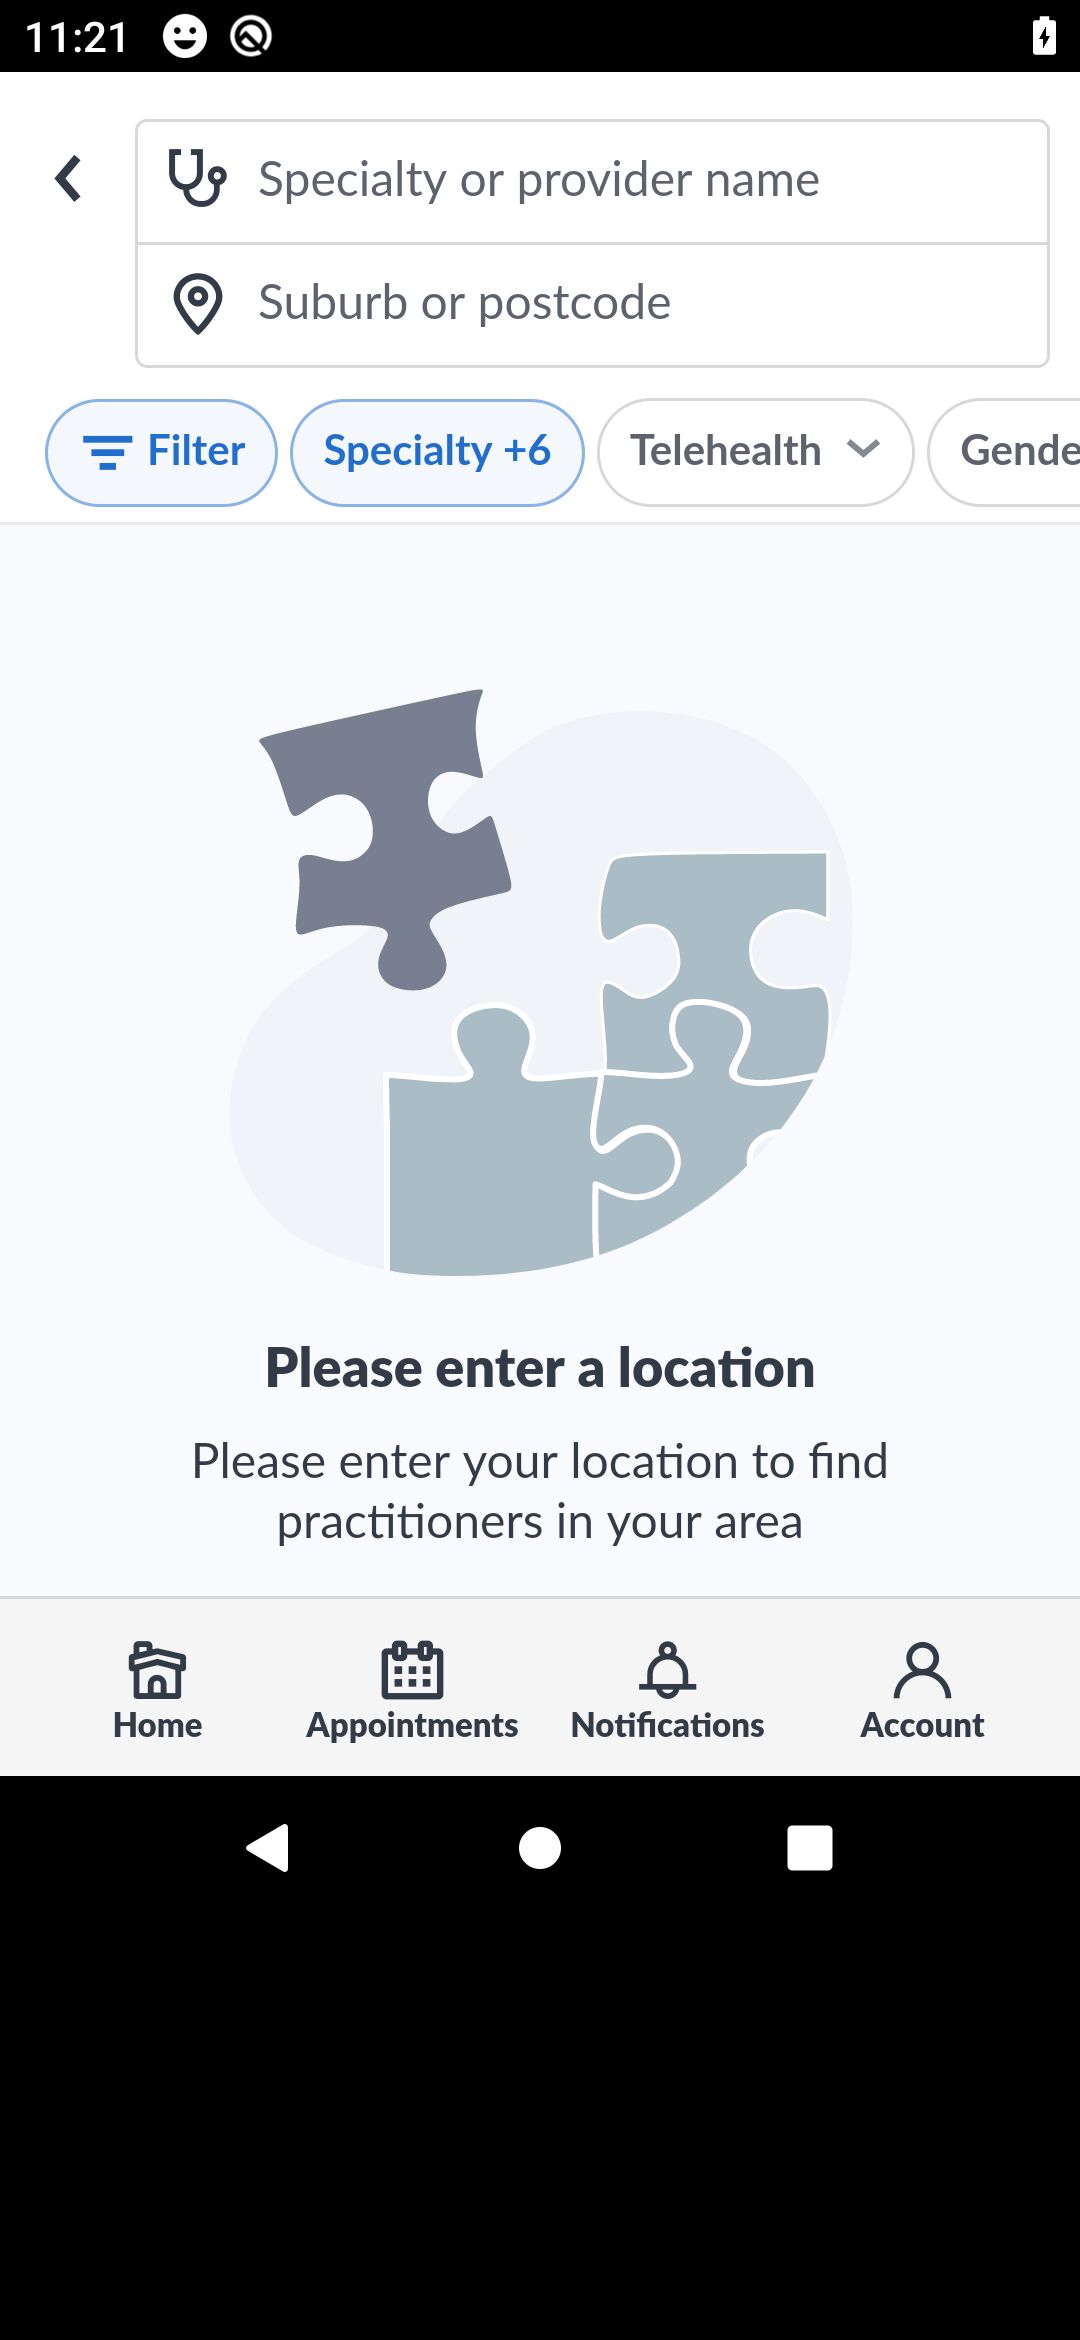 11:21
Specialty or provider name
Suburb or postcode
Filter
Specialty +6
Telehealth
Gende
Please enter a location
Please enter your location to find
practitioners in your area
Home
Appointments
Notifications
Account